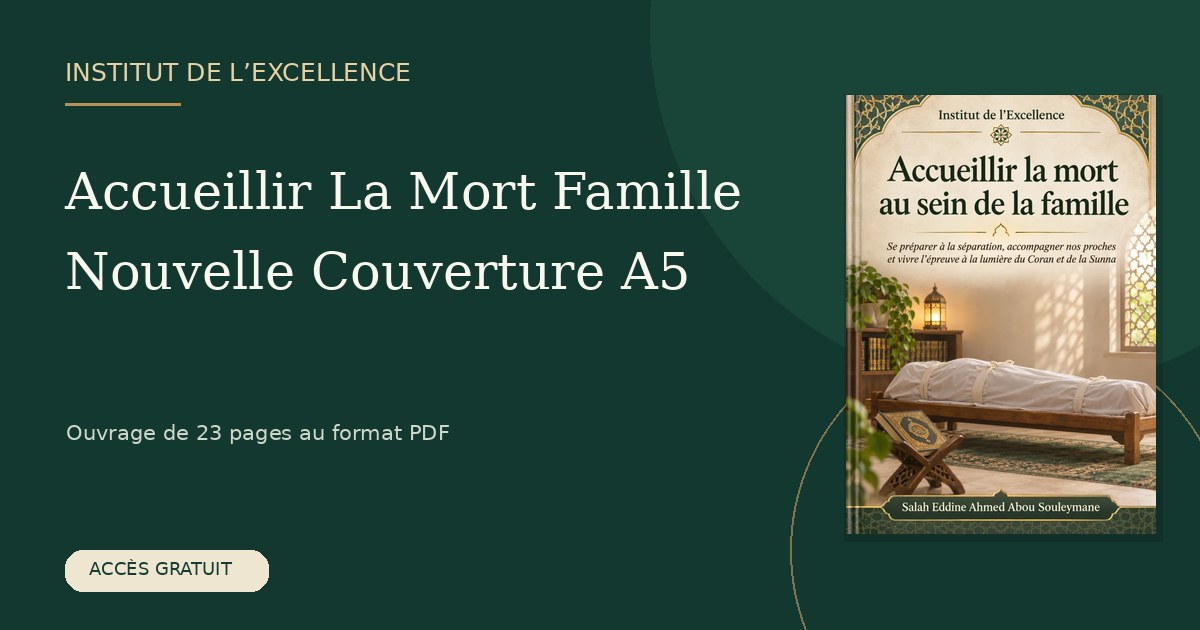 INSTITUT DE L’EXCELLENCE
Accueillir La Mort Famille
Nouvelle Couverture A5
Ouvrage de 23 pages au format PDF
ACCÈS GRATUIT
Institut de l’Excellence
Accueillir la mort
au sein de la famille
Se préparer à la séparation, accompagner nos proches
et vivre l’épreuve à la lumière du Coran et de la Sunna
Salah Eddine Ahmed Abou Souleymane